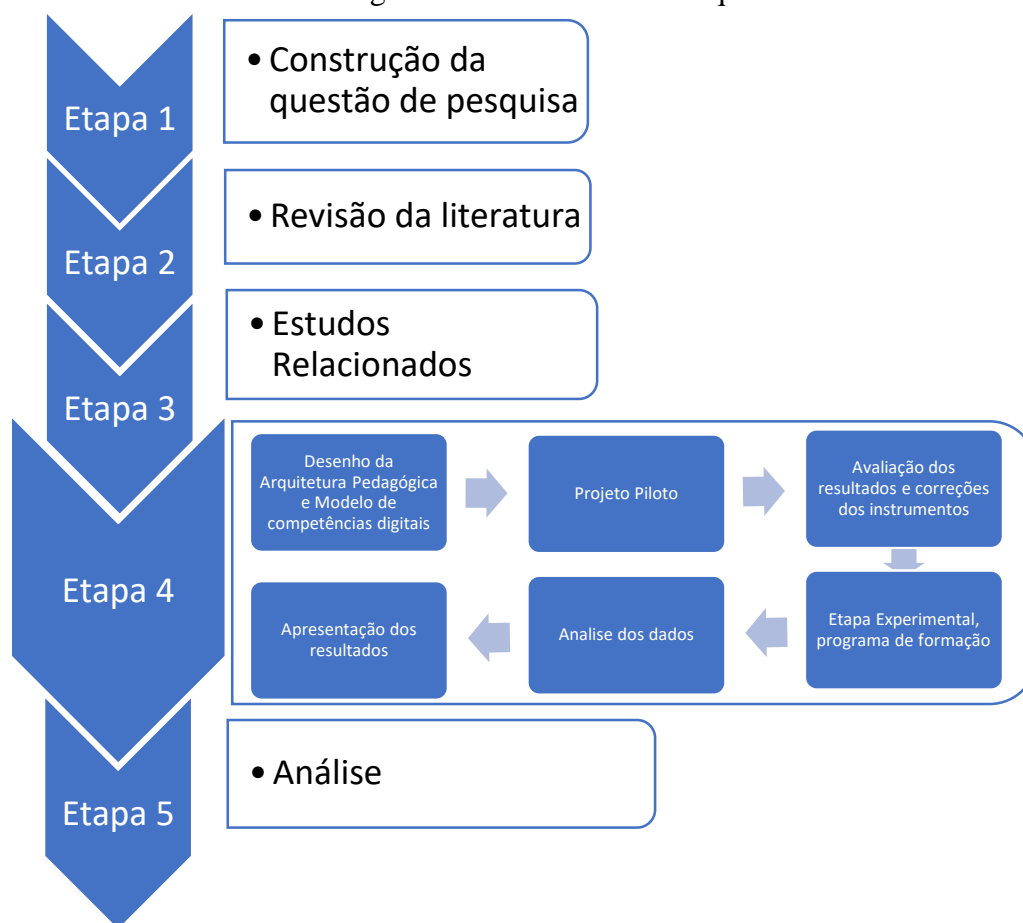 Etapa 1
• Construção da
questão de pesquisa
Etapa 2
• Revisão da literatura
Etapa 3
• Estudos
Relacionados
Etapa 4
Desenho da
Arquitetura Pedagógica
e Modelo de
competências digitais
Projeto Piloto
Avaliação dos
resultados e correções
dos instrumentos
Etapa Experimental,
programa de formação
Analise dos dados
Apresentação dos
resultados
Etapa 5
• Análise